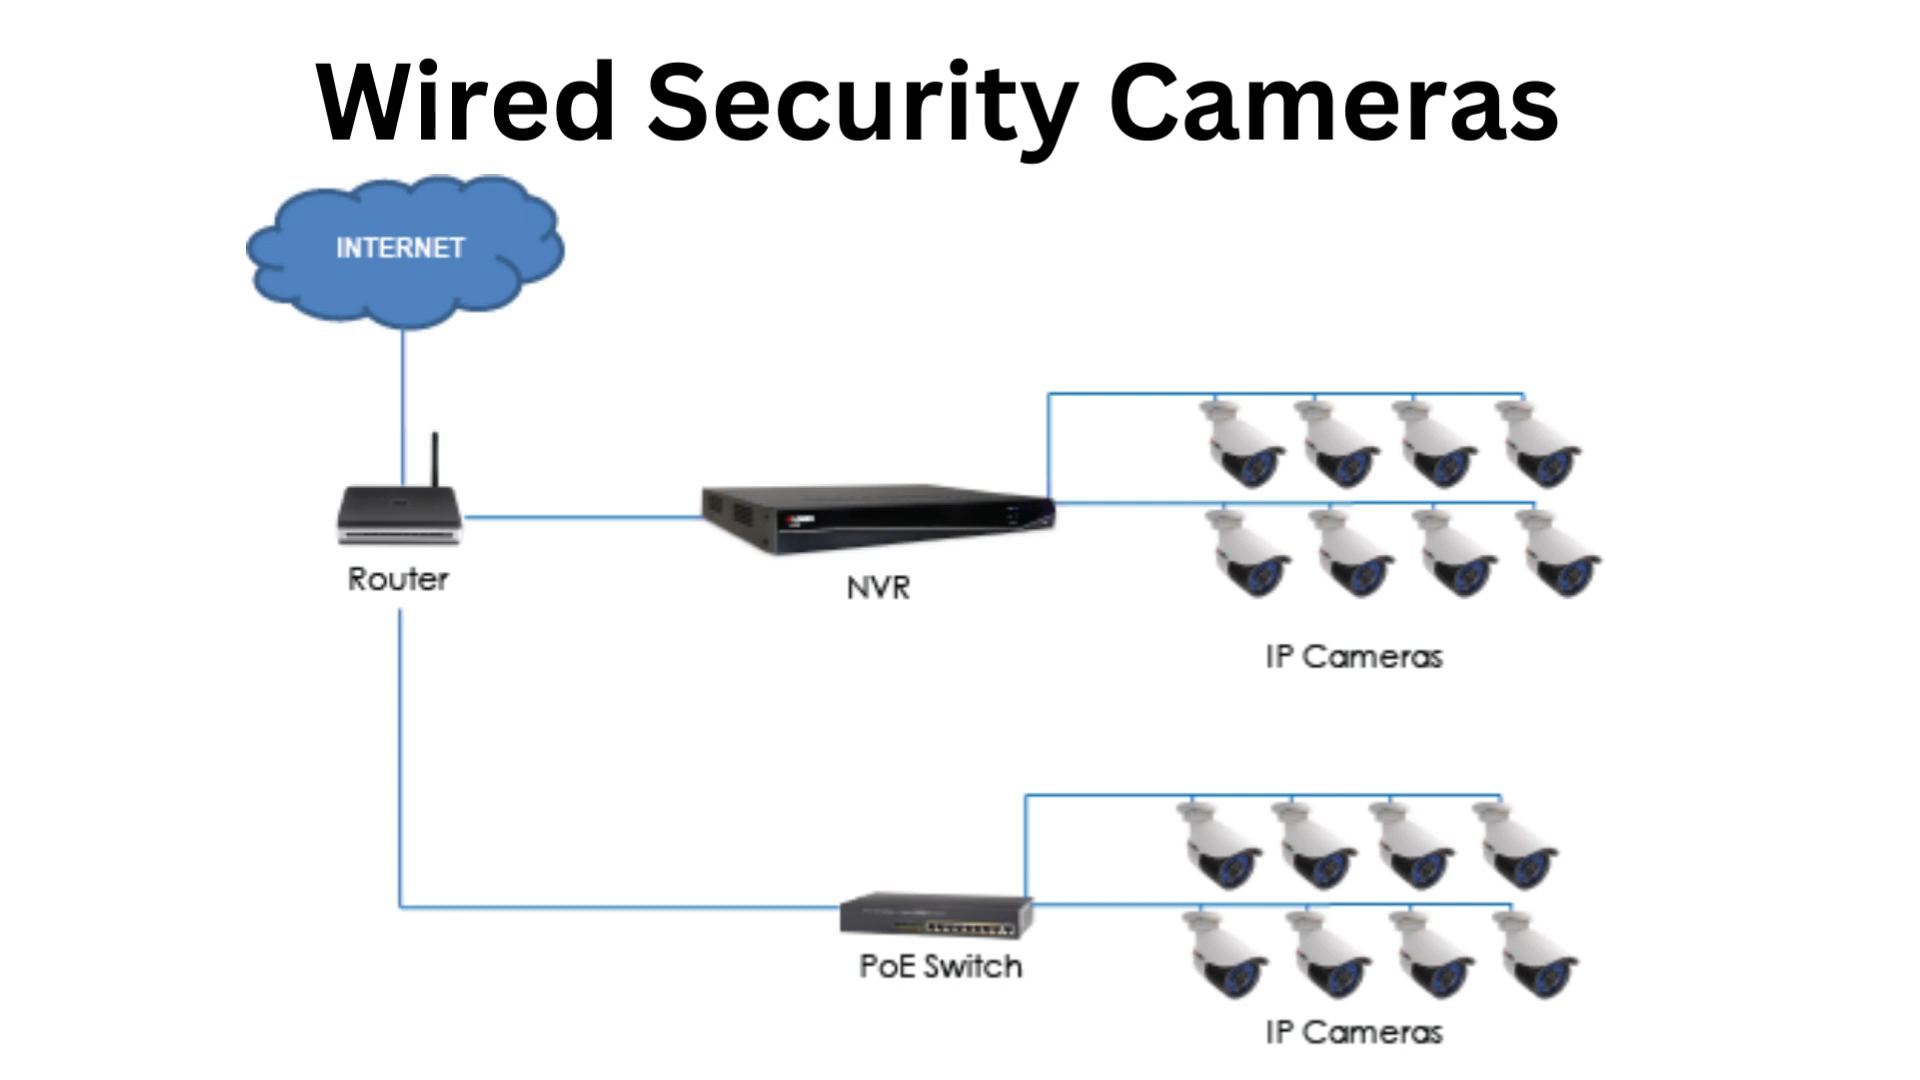 Wired Security Cameras
INTERNET
Router
NVR
IP Cameras
PoE Switch
IP Cameras